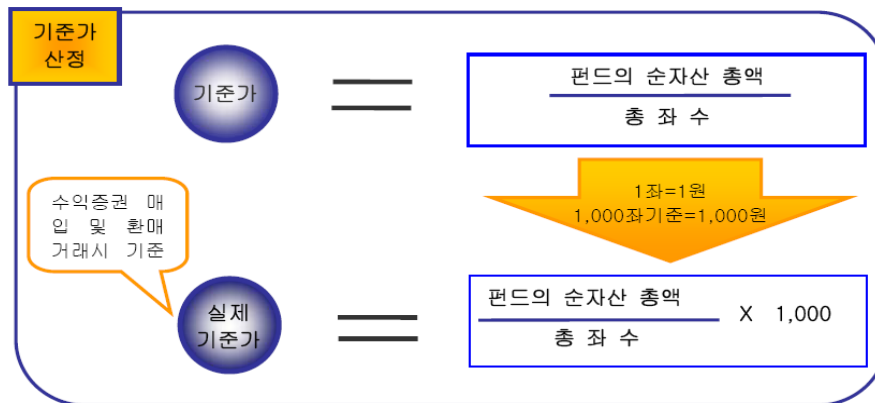 기준가
산정
기준가
펀드의 순자산 총액
총 좌 수
1좌=1원
1,000좌기준=1,000원
수익증권 매
입 및 환매
거래시 기준
실제
기준가
펀드의 순자산 총액
총 좌 수
X 1,000